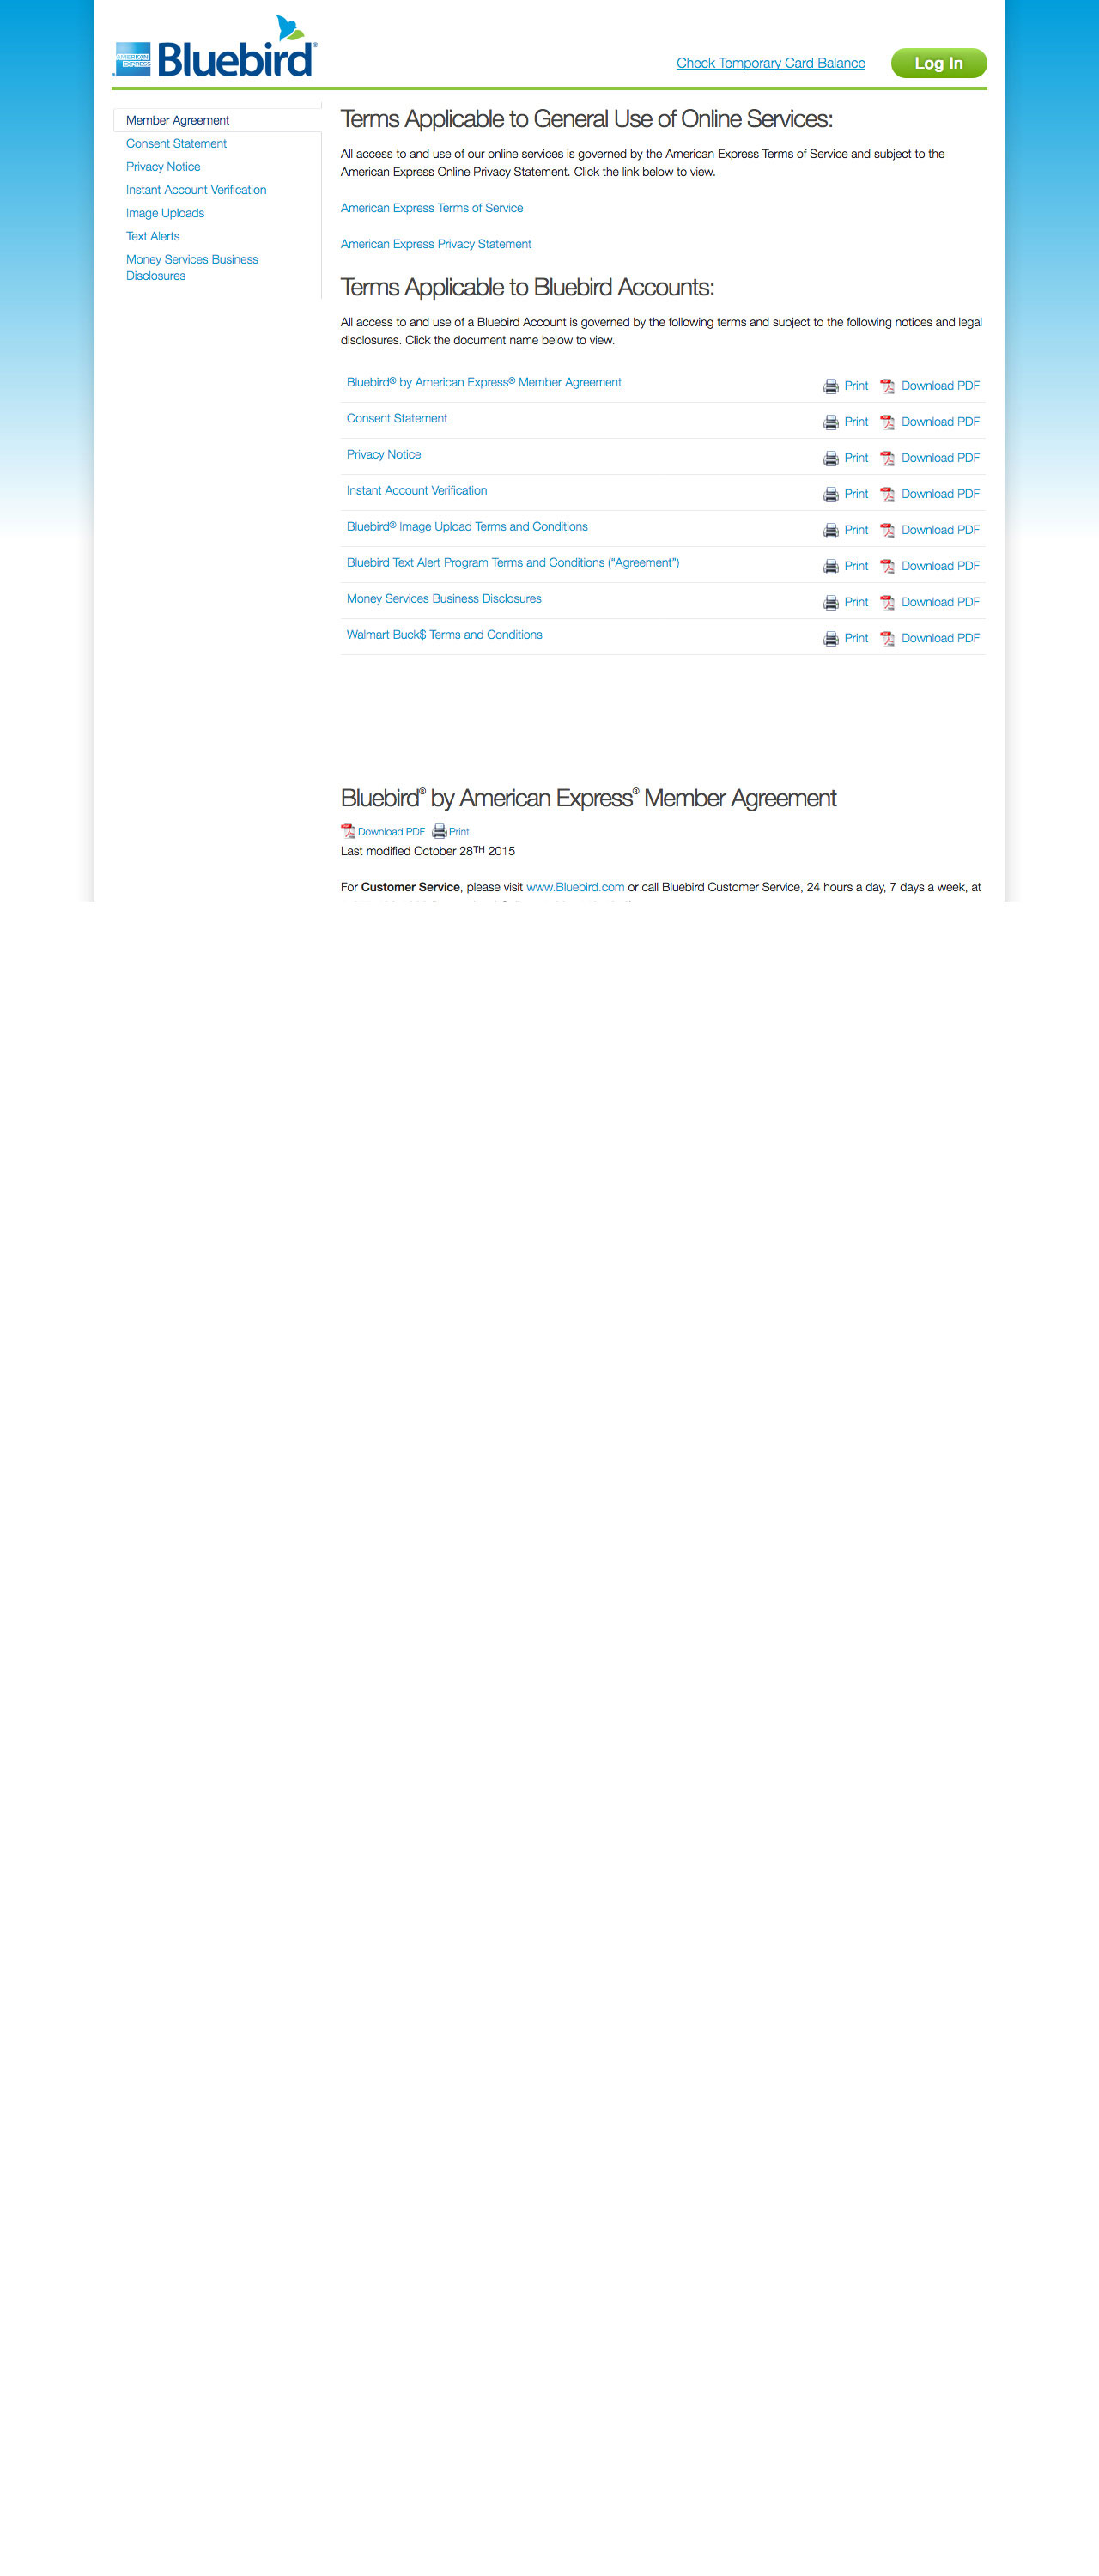 AMERICAN EXPRESS
Bluebird®
Check Temporary Card Balance
Log In
Member Agreement
Consent Statement
Privacy Notice
Instant Account Verification
Image Uploads
Text Alerts
Money Services Business
Disclosures
Terms Applicable to General Use of Online Services:
All access to and use of our online services is governed by the American Express Terms of Service and subject to the
American Express Online Privacy Statement. Click the link below to view.
American Express Terms of Service
American Express Privacy Statement
Terms Applicable to Bluebird Accounts:
All access to and use of a Bluebird Account is governed by the following terms and subject to the following notices and legal
disclosures. Click the document name below to view.
Bluebird® by American Express® Member Agreement Print Download PDF
Consent Statement Print Download PDF
Privacy Notice Print Download PDF
Instant Account Verification Print Download PDF
Bluebird® Image Upload Terms and Conditions Print Download PDF
Bluebird Text Alert Program Terms and Conditions (“Agreement”) Print Download PDF
Money Services Business Disclosures Print Download PDF
Walmart Buck$ Terms and Conditions Print Download PDF
Bluebird® by American Express® Member Agreement
Download PDF Print
Last modified October 28TH 2015
For Customer Service, please visit www.Bluebird.com or call Bluebird Customer Service, 24 hours a day, 7 days a week, at